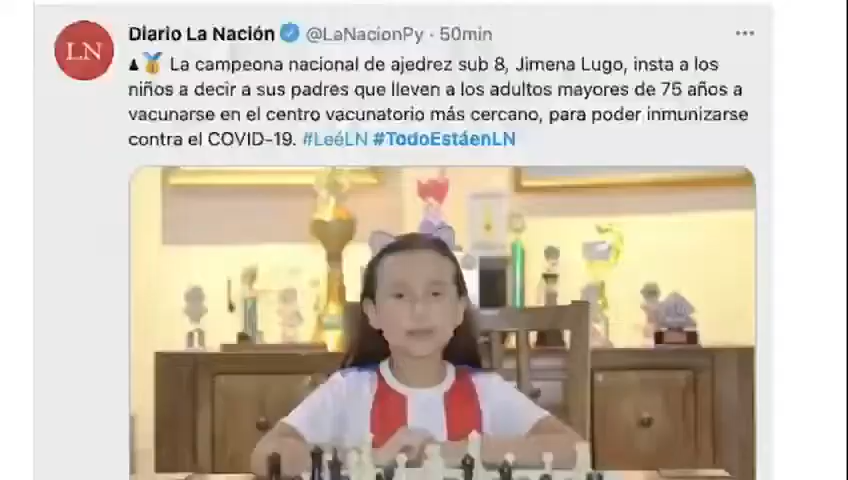 LN
Diario La Nación @LaNacionPy · 50min
♟🥇 La campeona nacional de ajedrez sub 8, Jimena Lugo, insta a los
niños a decir a sus padres que lleven a los adultos mayores de 75 años a
vacunarse en el centro vacunatorio más cercano, para poder inmunizarse
contra el COVID-19. #LeéLN #TodoEstáenLN